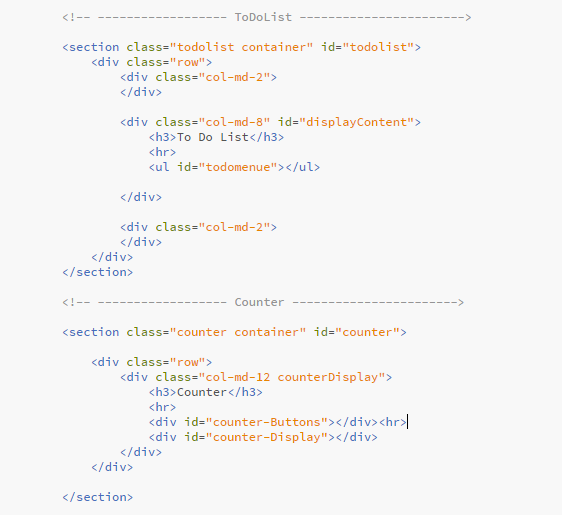 <!-- ------------------ ToDoList ----------------------->
<section class="todolist container" id="todolist">
    <div class="row">
        <div class="col-md-2">
        </div>
        <div class="col-md-8" id="displayContent">
            <h3>To Do List</h3>
            <hr>
            <ul id="todomenue"></ul>
        </div>
        <div class="col-md-2">
        </div>
    </div>
</section>
<!-- ------------------ Counter ----------------------->
<section class="counter container" id="counter">
    <div class="row">
        <div class="col-md-12 counterDisplay">
            <h3>Counter</h3>
            <hr>
            <div id="counter-Buttons"></div><hr>
            <div id="counter-Display"></div>
        </div>
    </div>
</section>